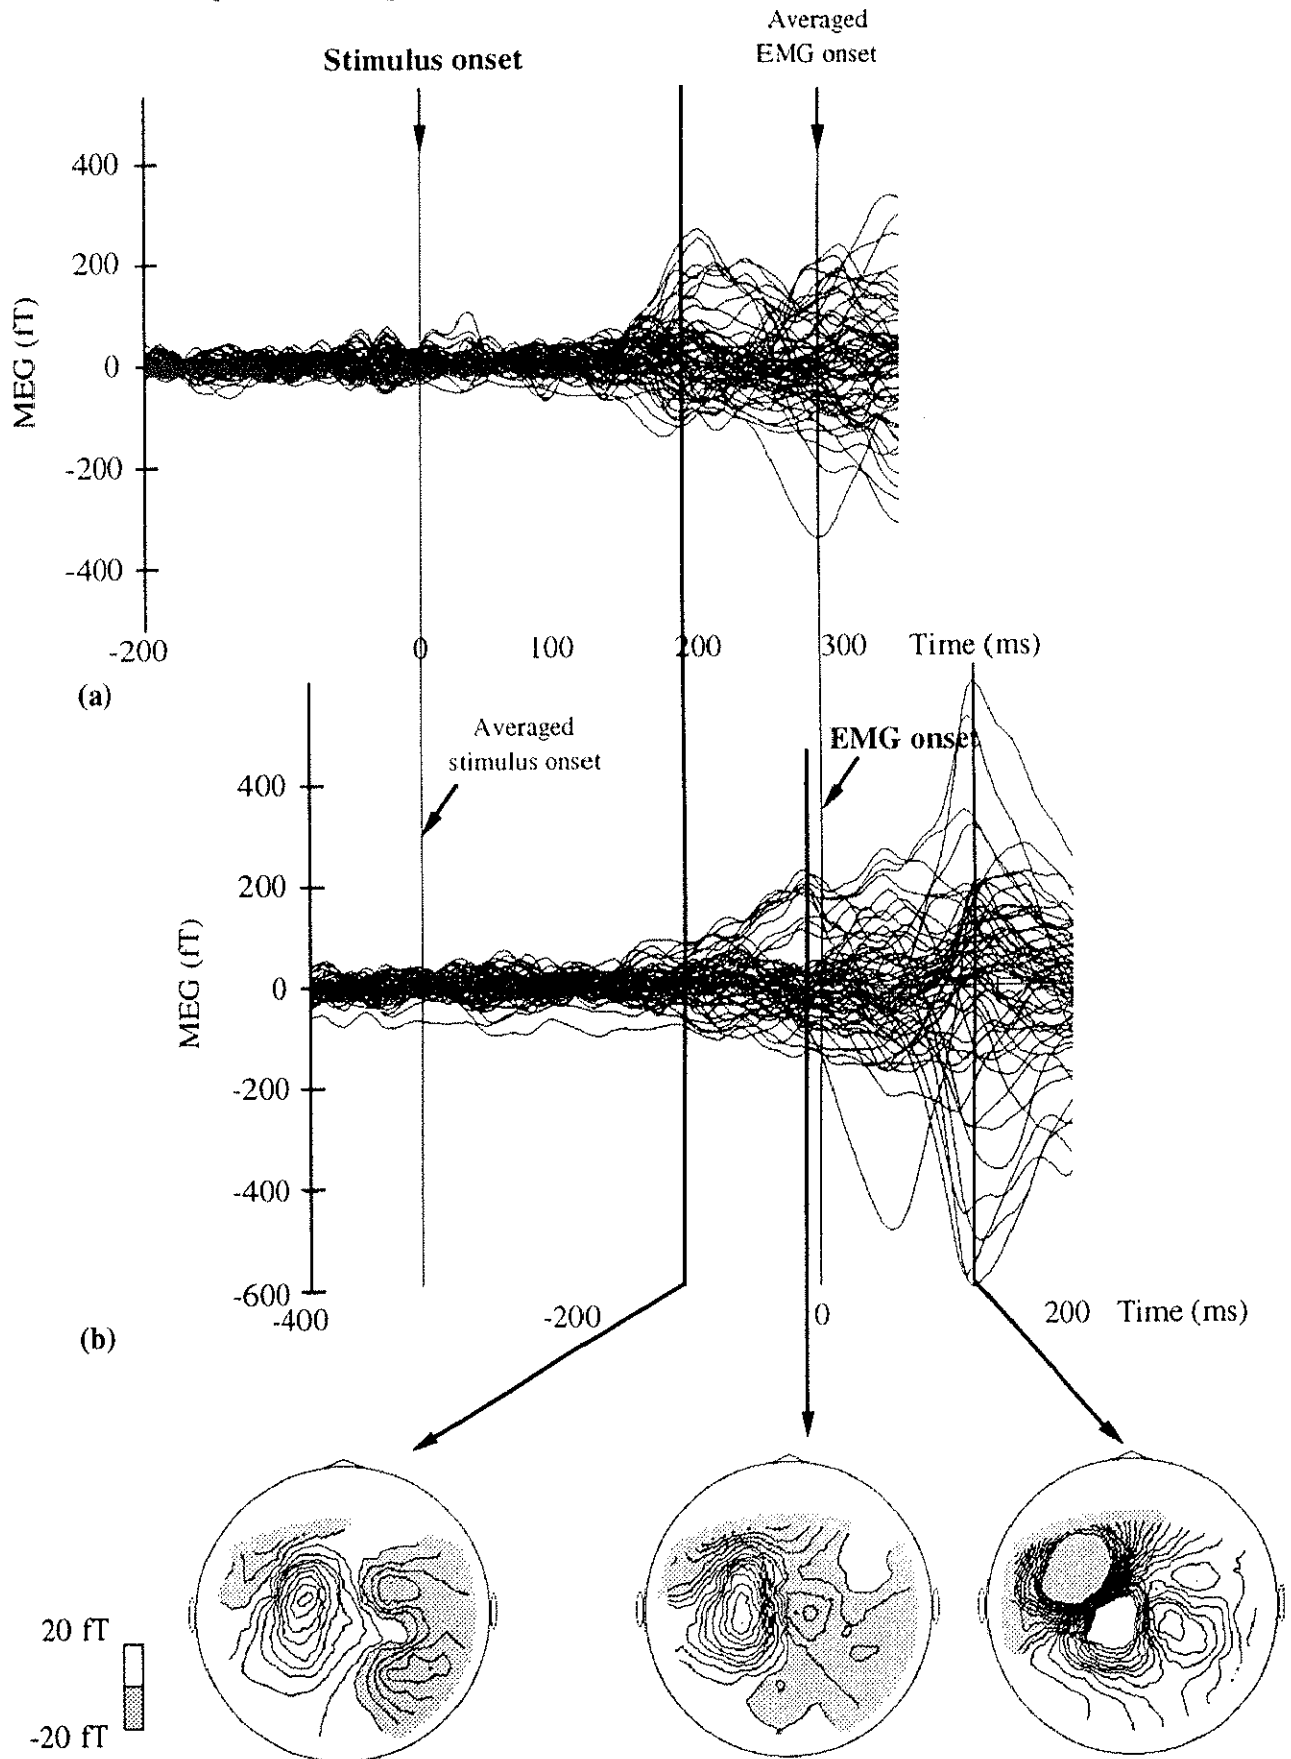 Averaged
EMG onset
Stimulus onset
400
200
0
-200
-400
MEG (fT)
-200 0 100 200 300 Time (ms)
(a)
Averaged
stimulus onset
EMG onset
400
200
0
-200
-400
-600
MEG (fT)
-400 -200 0 200 Time (ms)
(b)
20 fT
-20 fT